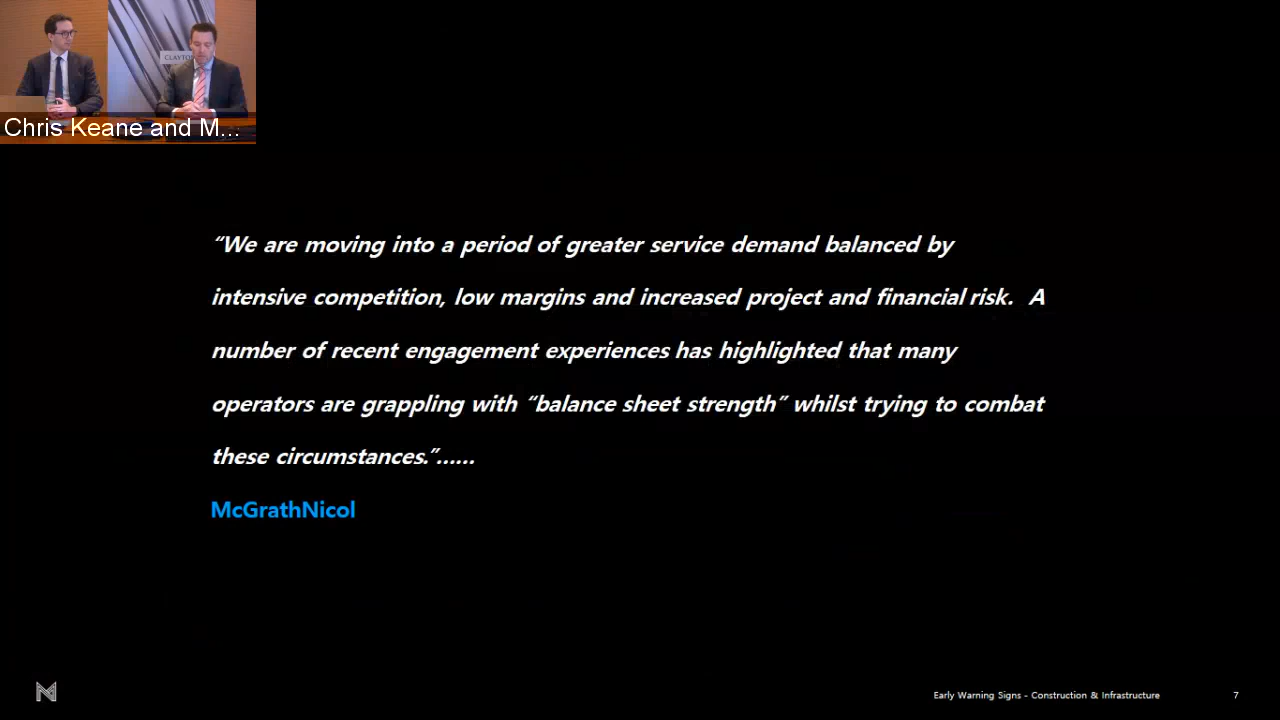 CLAYTO
Chris Keane and M...
“We are moving into a period of greater service demand balanced by
intensive competition, low margins and increased project and financial risk. A
number of recent engagement experiences has highlighted that many
operators are grappling with “balance sheet strength” whilst trying to combat
these circumstances.”……
McGrathNicol
Early Warning Signs - Construction & Infrastructure
7